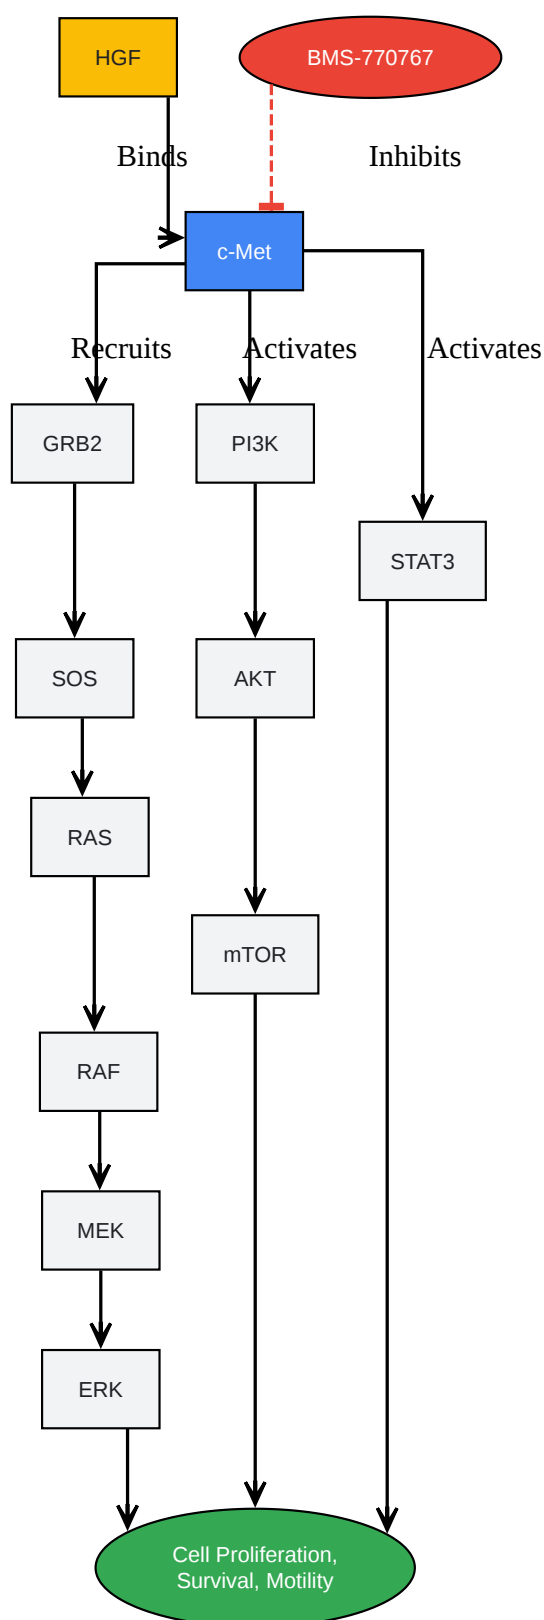 HGF
BMS-770767
Binds
Inhibits
c-Met
Recruits
Activates
Activates
GRB2
PI3K
STAT3
SOS
AKT
RAS
mTOR
RAF
MEK
ERK
Cell Proliferation,
Survival, Motility